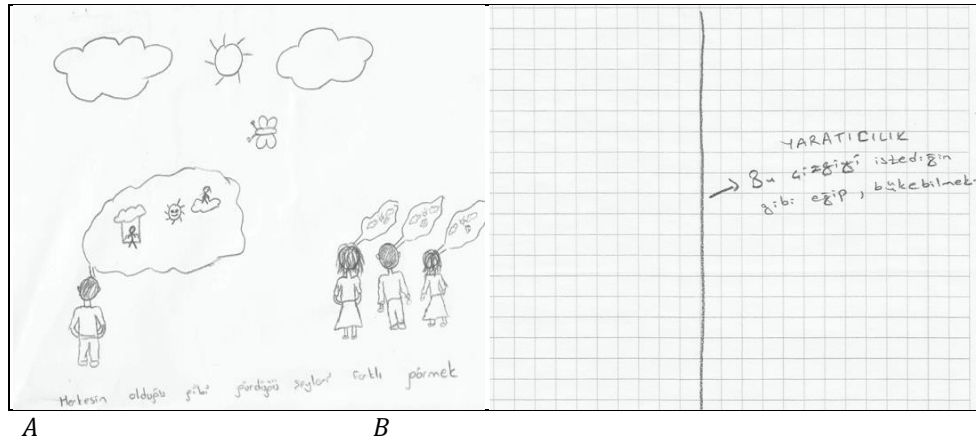 Herkesin olduğu gibi gördüğü şeyleri farklı görmek
YARATICILIK
Bu çizgiyi istediğin
gibi eğip, bükebilmek.
A B